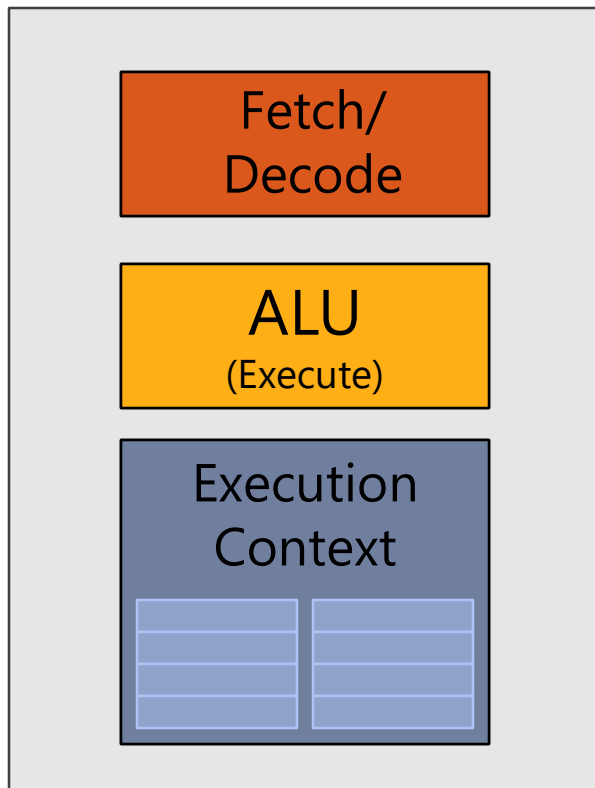 Fetch/
Decode
ALU
(Execute)
Execution
Context